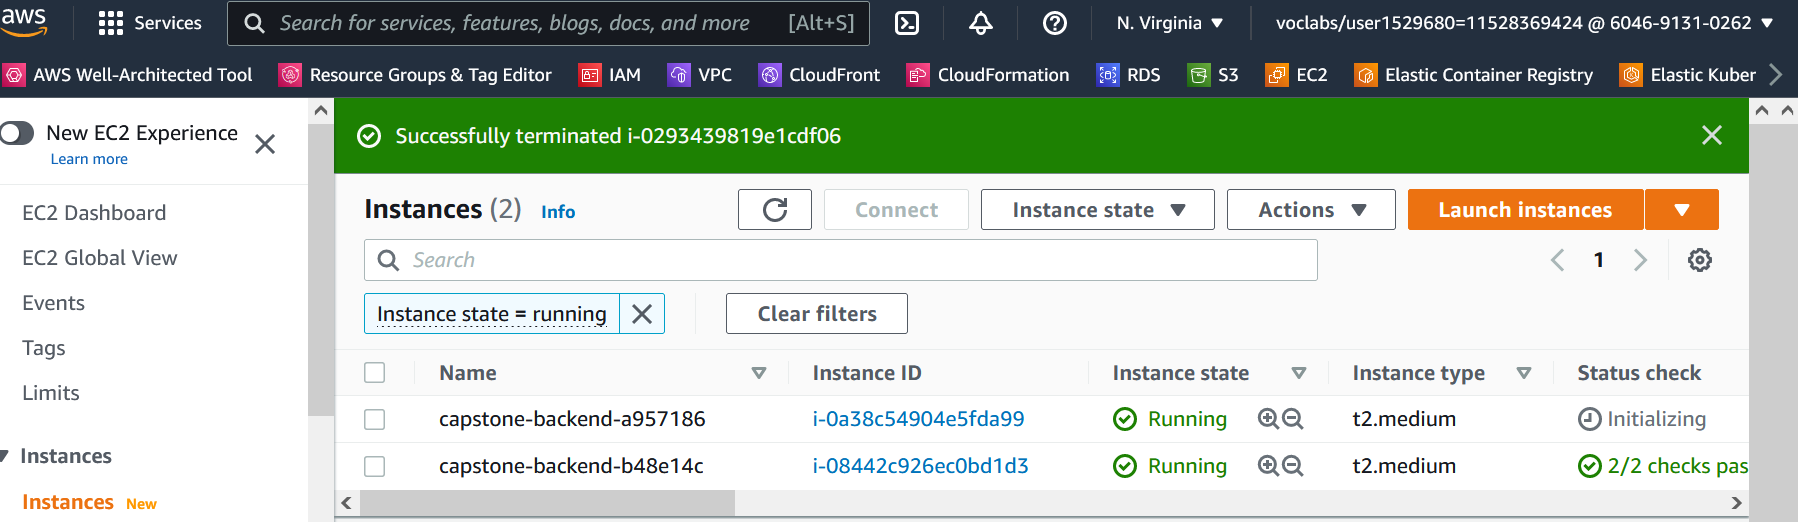 aws Services Search for services, features, blogs, docs, and more [Alt+S] N. Virginia voclabs/user1529680=11528369424 @ 6046-9131-0262
AWS Well-Architected Tool Resource Groups & Tag Editor IAM VPC CloudFront CloudFormation RDS S3 EC2 Elastic Container Registry Elastic Kuber
New EC2 Experience
Learn more
EC2 Dashboard
EC2 Global View
Events
Tags
Limits
Instances
Instances New
Successfully terminated i-0293439819e1cdf06
Instances (2) Info Connect Instance state Actions Launch instances
Search 1
Instance state = running Clear filters
Name Instance ID Instance state Instance type Status check
capstone-backend-a957186 i-0a38c54904e5fda99 Running t2.medium Initializing
capstone-backend-b48e14c i-08442c926ec0bd1d3 Running t2.medium 2/2 checks pas